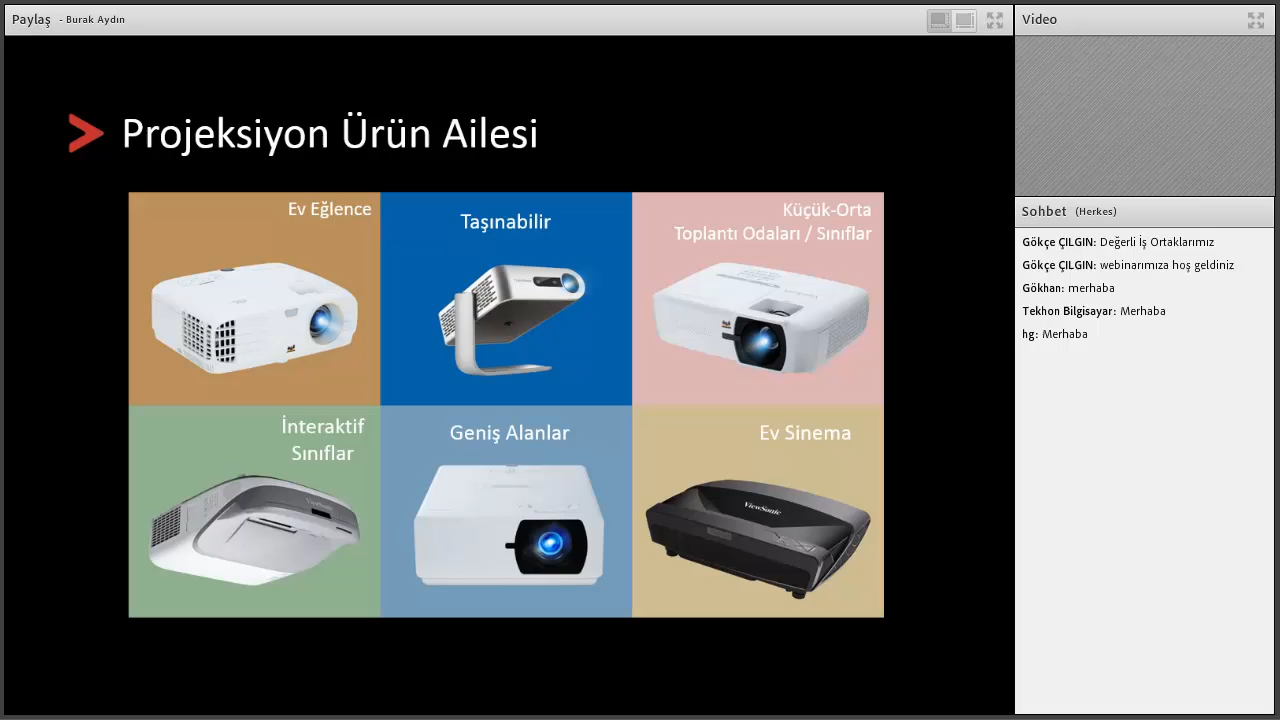 Paylaş - Burak Aydın
Video
Projeksiyon Ürün Ailesi
Ev Eğlence
Taşınabilir
Küçük-Orta
Toplantı Odaları / Sınıflar
İnteraktif
Sınıflar
Geniş Alanlar
Ev Sinema
ViewSonic
Sohbet (Herkes)
Gökçe ÇILGIN: Değerli İş Ortaklarımız
Gökçe ÇILGIN: webinarımıza hoş geldiniz
Gökhan: merhaba
Tekhon Bilgisayar: Merhaba
hg: Merhaba